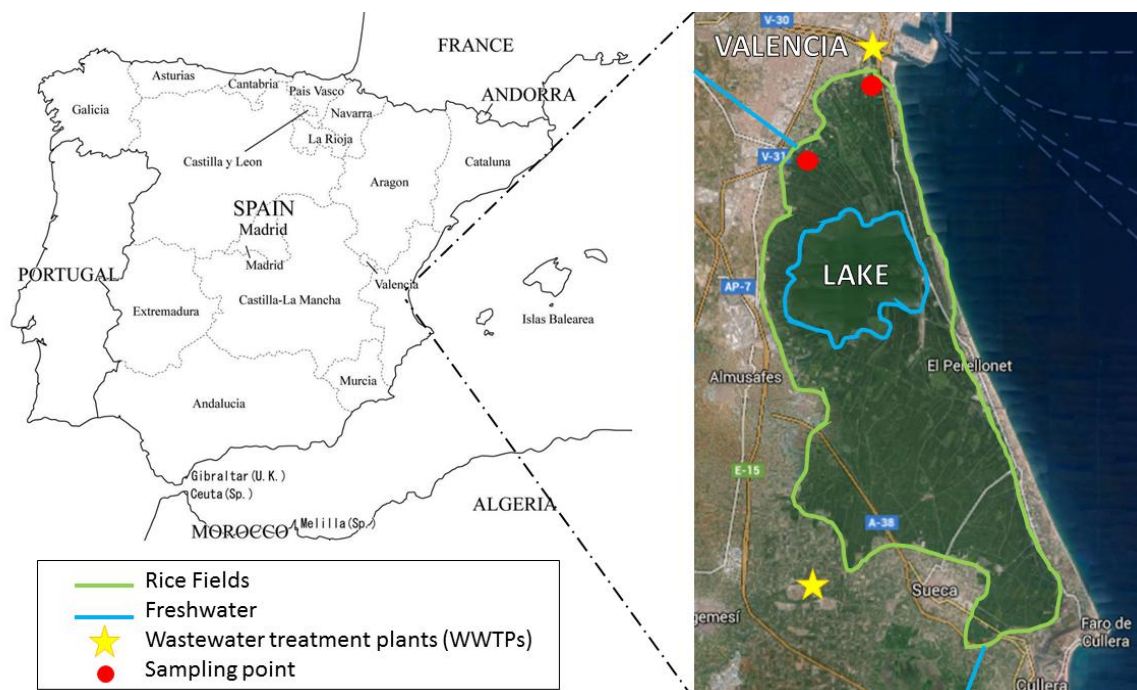 FRANCE
ANDORRA
Asturias
Cantabria
Pais Vasco
Navarra
Galicia
La Rioja
Castilla y Leon
Cataluna
Aragon
SPAIN
Madrid
Madrid
PORTUGAL
Valencia
Castilla-La Mancha
Extremadura
Islas Balearea
Murcia
Andalucia
Gibraltar(U.K.)
Ceuta(Sp.)
ALGERIA
MOROCCO
Melilla(Sp.)
Rice Fields
Freshwater
Wastewater treatment plants (WWTPs)
Sampling point
V-30
VALENCIA
V-31
LAKE
AP-7
El Perellonet
Almusafes
E-15
A-38
Sueca
gemesí
Faro de
Cullera
Cullera